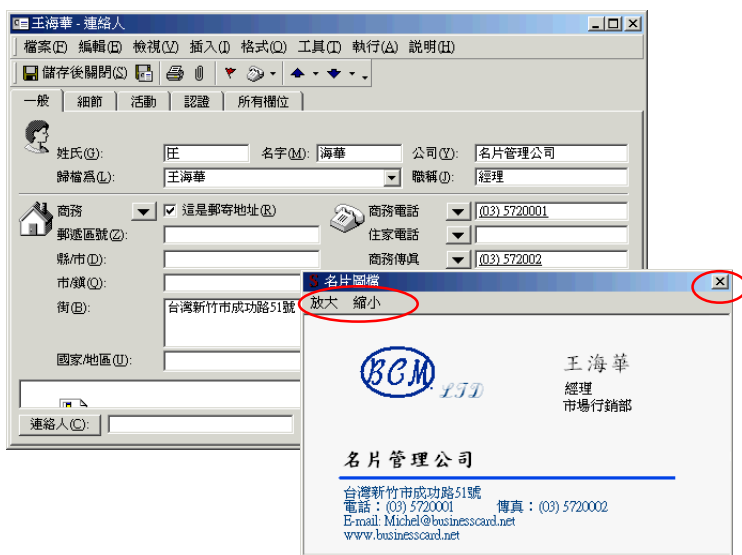 王海華 - 連絡人
檔案(F) 編輯(E) 檢視(V) 插入(I) 格式(O) 工具(T) 執行(A) 說明(H)
儲存後關閉(S)
一般 細節 活動 認證 所有欄位
姓氏(G): 王 名字(M): 海華 公司(Y): 名片管理公司
歸檔為(L): 王海華 職稱(J): 經理
商務 這是郵寄地址(R) 商務電話 (03) 5720001
郵遞區號(Z): 住家電話
縣/市(D): 商務傳真 (03) 572002
市/鎮(Q):
街(B): 台灣新竹市成功路51號
國家/地區(U):
連絡人(C):
名片圖檔
放大 縮小
BCM LTD
王海華
經理
市場行銷部
名片管理公司
台灣新竹市成功路51號
電話:(03) 5720001 傳真:(03) 5720002
E-mail: Michel@businesscard.net
www.businesscard.net